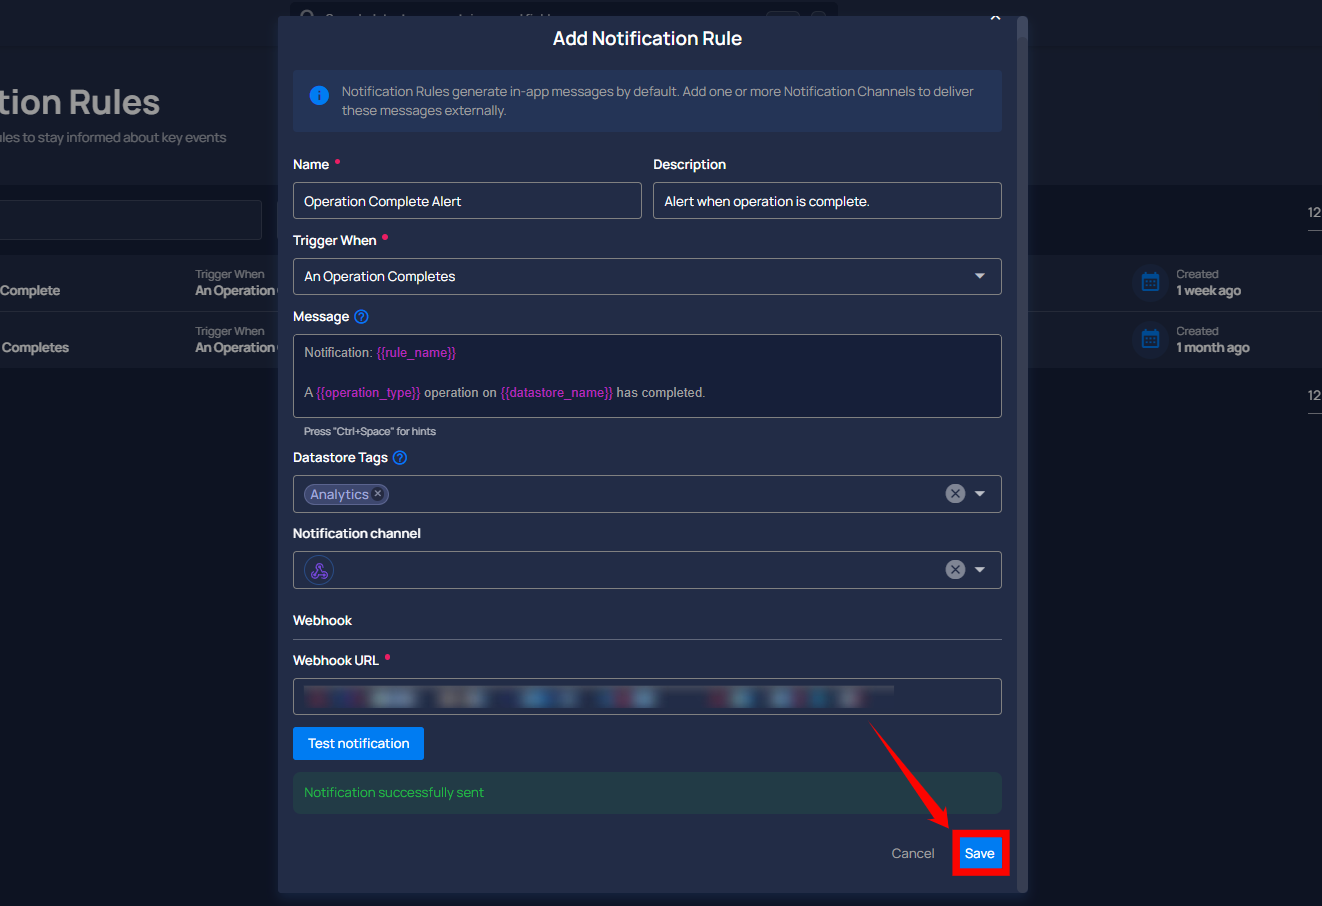 Add Notification Rule
Notification Rules generate in-app messages by default. Add one or more Notification Channels to deliver
these messages externally.
tion Rules
to stay informed about key events
Name *
Description
Operation Complete Alert
Alert when operation is complete.
12
Trigger When *
An Operation Completes
Trigger When
Complete
An Operation
Created
1 week ago
Message
Notification: {{rule_name}}
A {{operation_type}} operation on {{datastore_name}} has completed.
Trigger When
Completes
An Operation
Created
1 month ago
12
Press "Ctrl+Space" for hints
Datastore Tags
Analytics
Notification channel
Webhook
Webhook URL *
Test notification
Notification successfully sent
Cancel
Save